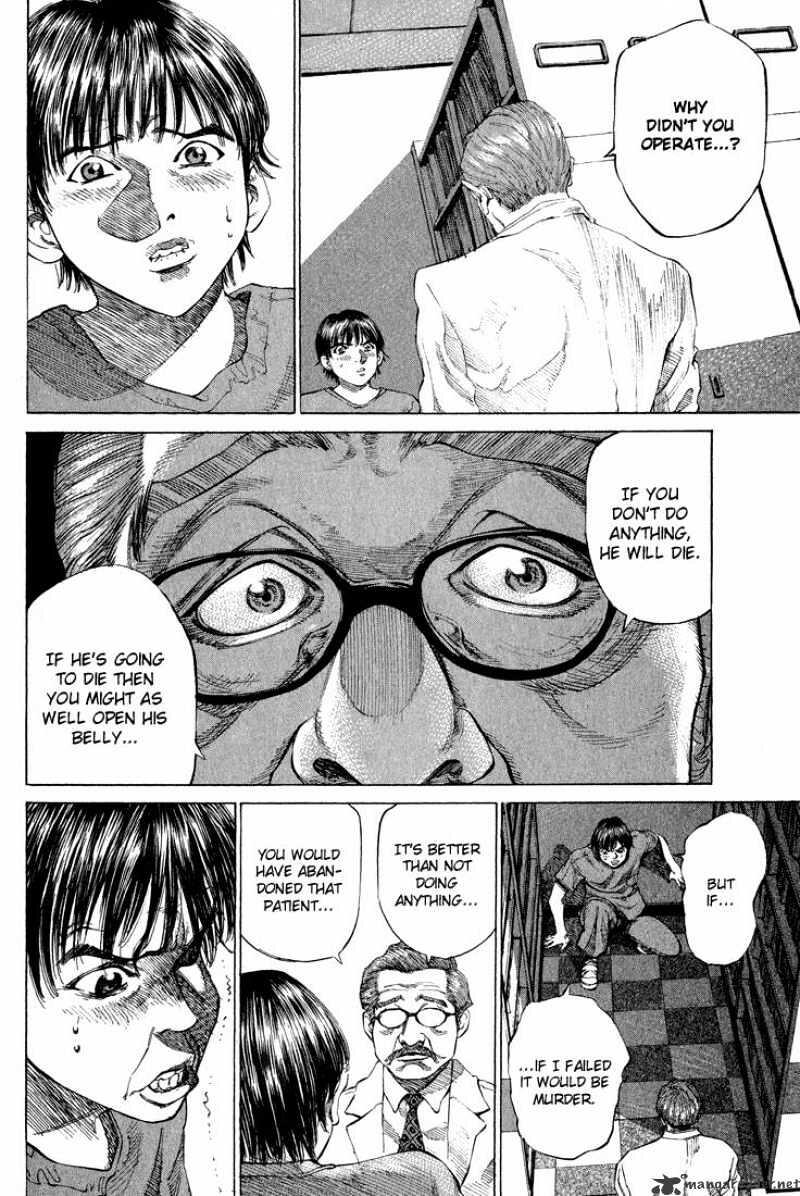 WHY
DIDN'T YOU
OPERATE...?
IF YOU
DON'T DO
ANYTHING,
HE WILL DIE.
IF HE'S GOING
TO DIE THEN
YOU MIGHT AS
WELL OPEN HIS
BELLY...
BUT
IF...
...IF I FAILED
IT WOULD BE
MURDER.
IT'S BETTER
THAN NOT
DOING
ANYTHING...
YOU WOULD
HAVE ABAN-
DONED THAT
PATIENT...